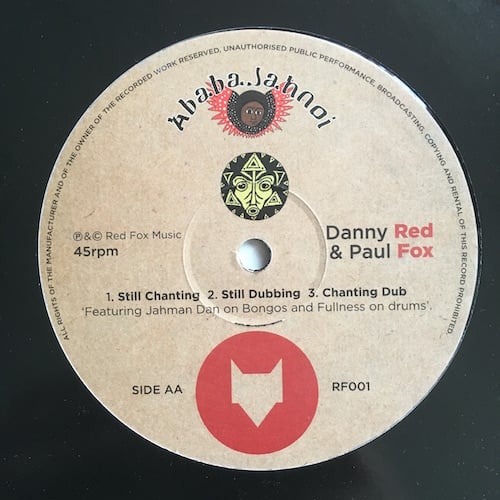 ALL RIGHTS OF THE MANUFACTURER AND OF THE OWNER OF THE RECORDED WORK RESERVED. UNAUTHORISED PUBLIC PERFORMANCE, BROADCASTING, COPYING AND RENTAL OF THIS RECORD PROHIBITED.
Ababa Jahnoi
℗ & © Red Fox Music
45rpm
Danny Red
& Paul Fox
1. Still Chanting 2. Still Dubbing 3. Chanting Dub
'Featuring Jahman Dan on Bongos and Fullness on drums'.
SIDE AA
RF001